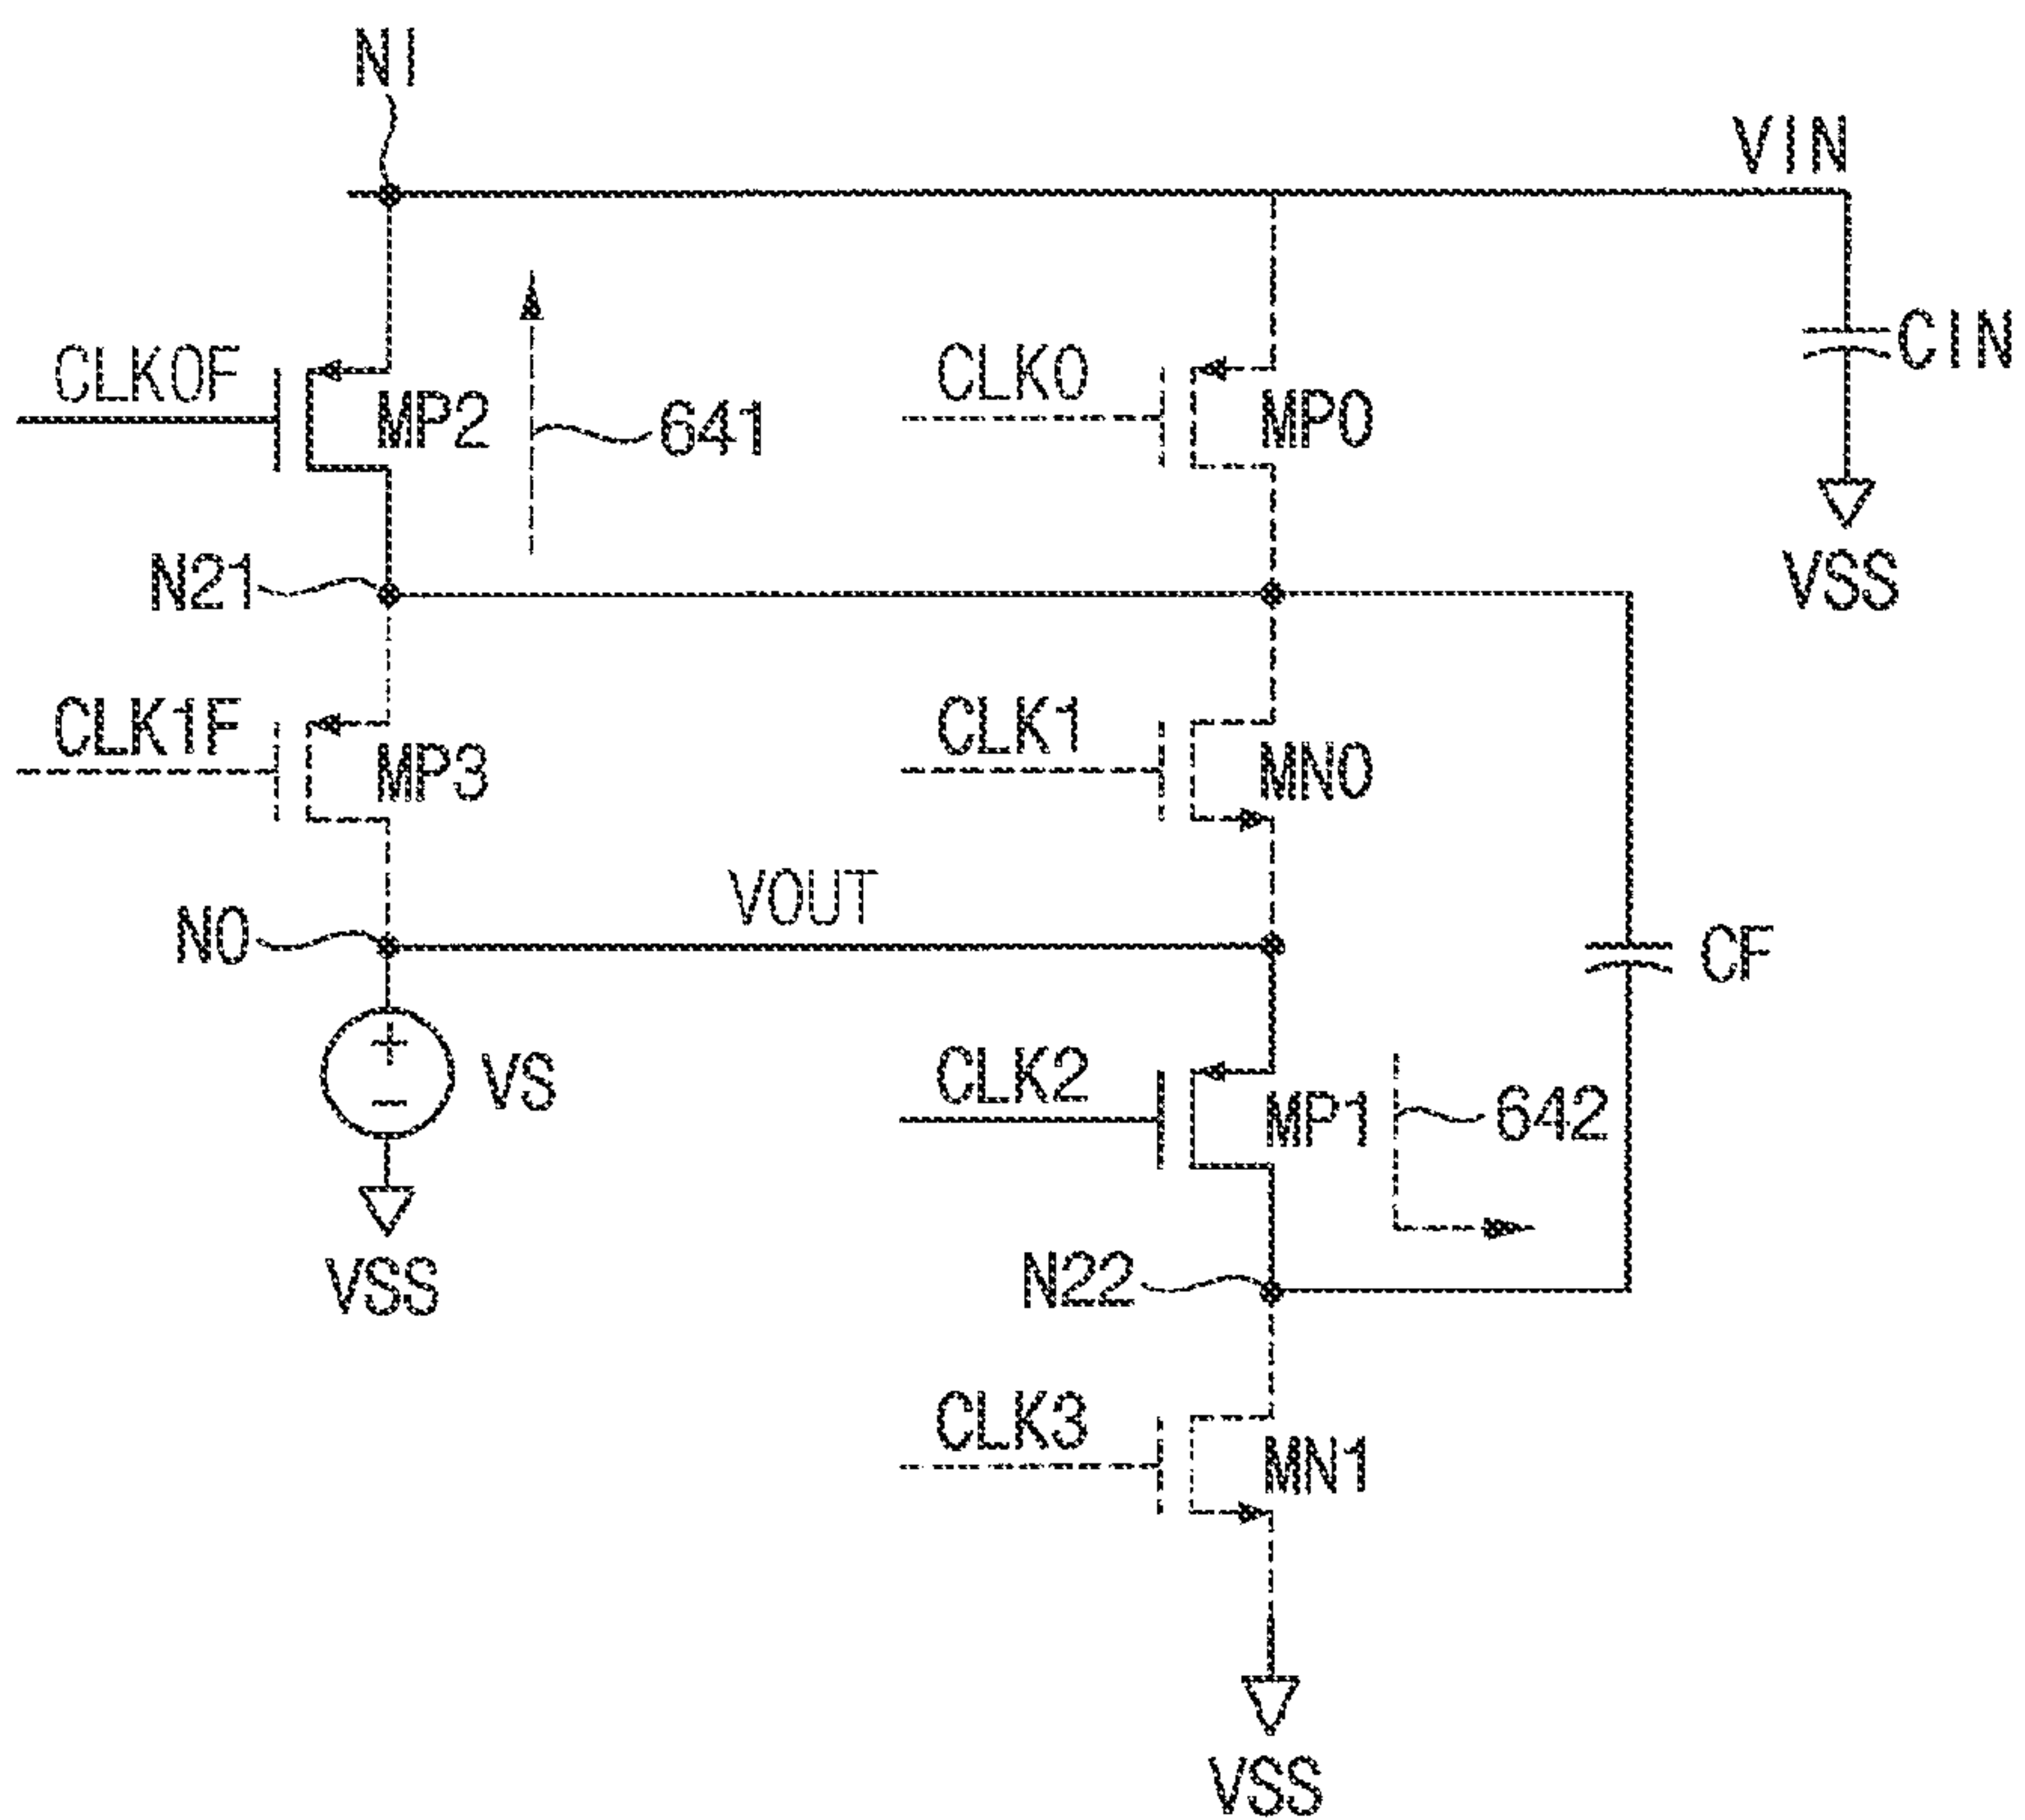 NI
VIN
CLK0F
MP2
641
CLK0
MP0
CIN
VSS
N21
CLK1F
MP3
CLK1
MN0
VOUT
NO
CF
VS
CLK2
MP1
642
VSS
N22
CLK3
MN1
VSS